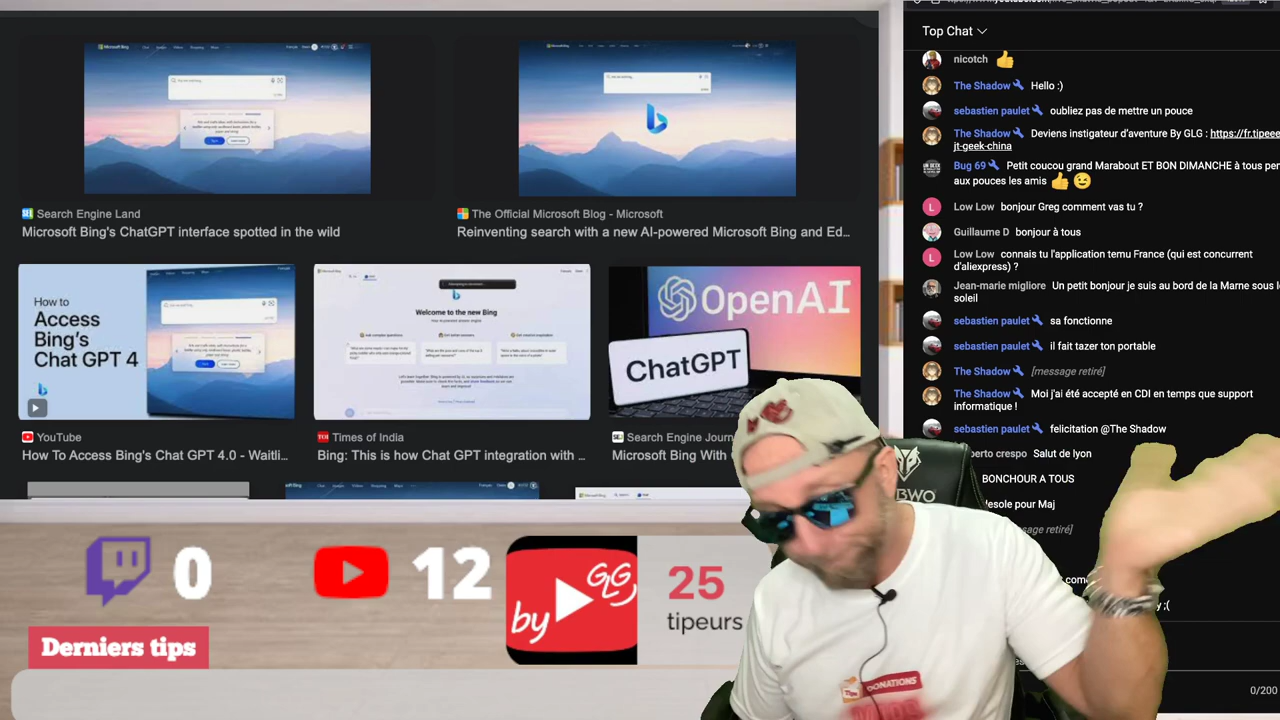 Search Engine Land
Microsoft Bing's ChatGPT interface spotted in the wild
The Official Microsoft Blog - Microsoft
Reinventing search with a new AI-powered Microsoft Bing and Ed...
How to
Access
Bing's
Chat GPT 4
YouTube
How To Access Bing's Chat GPT 4.0 - Waitli...
Welcome to the new Bing
Times of India
Bing: This is how Chat GPT integration with ...
OpenAI
ChatGPT
Search Engine Journ
Microsoft Bing With
0
12
by GLG
25
tipeurs
Derniers tips
DONATIONS
Top Chat
nicotch 👍
The Shadow Hello :)
sebastien paulet oubliez pas de mettre un pouce
The Shadow Deviens instigateur d'aventure By GLG : https://fr.tipee
jt-geek-china
Bug 69 Petit coucou grand Marabout ET BON DIMANCHE à tous
aux pouces les amis 👍 😉
Low Low bonjour Greg comment vas tu ?
Guillaume D bonjour à tous
Low Low connais tu l'application temu France (qui est concurrent
d'aliexpress) ?
Jean-marie migliore Un petit bonjour je suis au bord de la Marne sous
soleil
sebastien paulet sa fonctionne
sebastien paulet il fait tazer ton portable
The Shadow [message retiré]
The Shadow Moi j'ai été accepté en CDI en temps que support
informatique !
sebastien paulet felicitation @The Shadow
berto crespo Salut de lyon
BONCHOUR A TOUS
desole pour Maj
sage retiré]
0/200